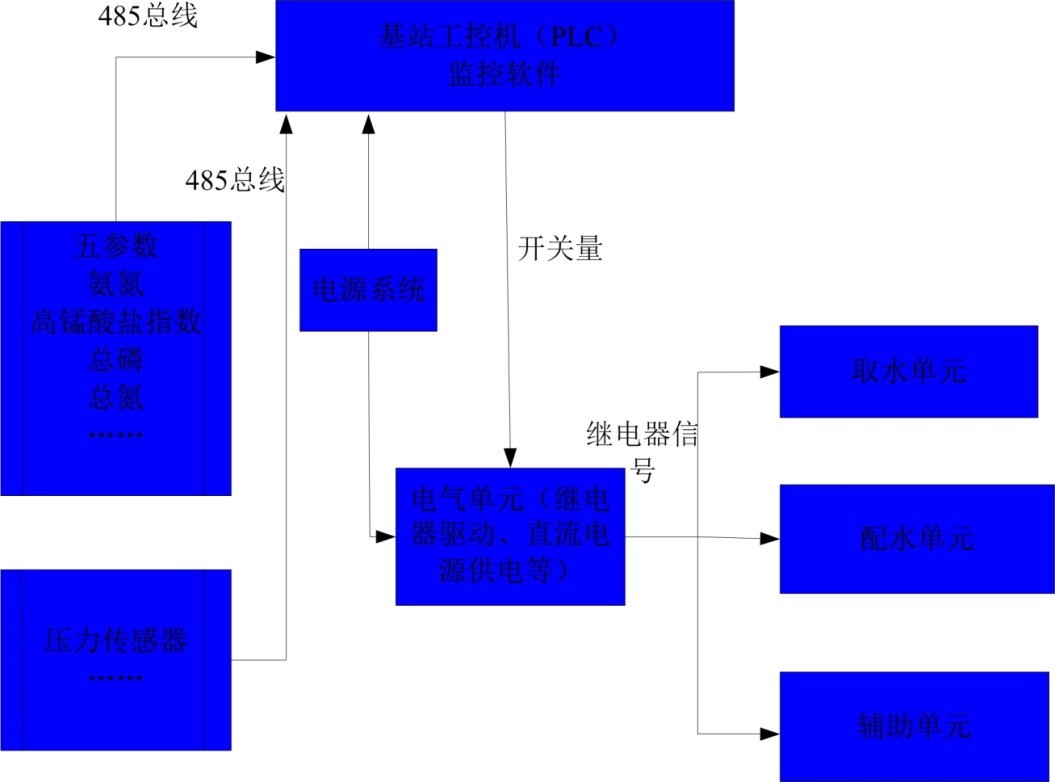 485总线
基站工控机（PLC）
监控软件
485总线
五参数
氨氮
高锰酸盐指数
总磷
总氮
……
电源系统
开关量
取水单元
继电器信
号
电气单元（继电
器驱动、直流电
源供电等）
配水单元
压力传感器
……
辅助单元